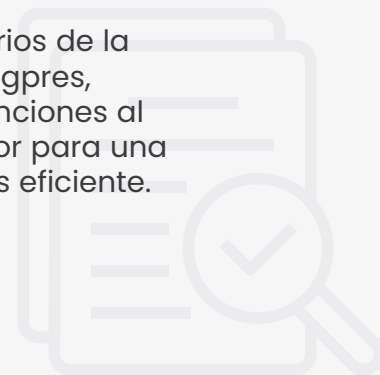 rios de la
gpres,
nciones al
or para una
s eficiente.